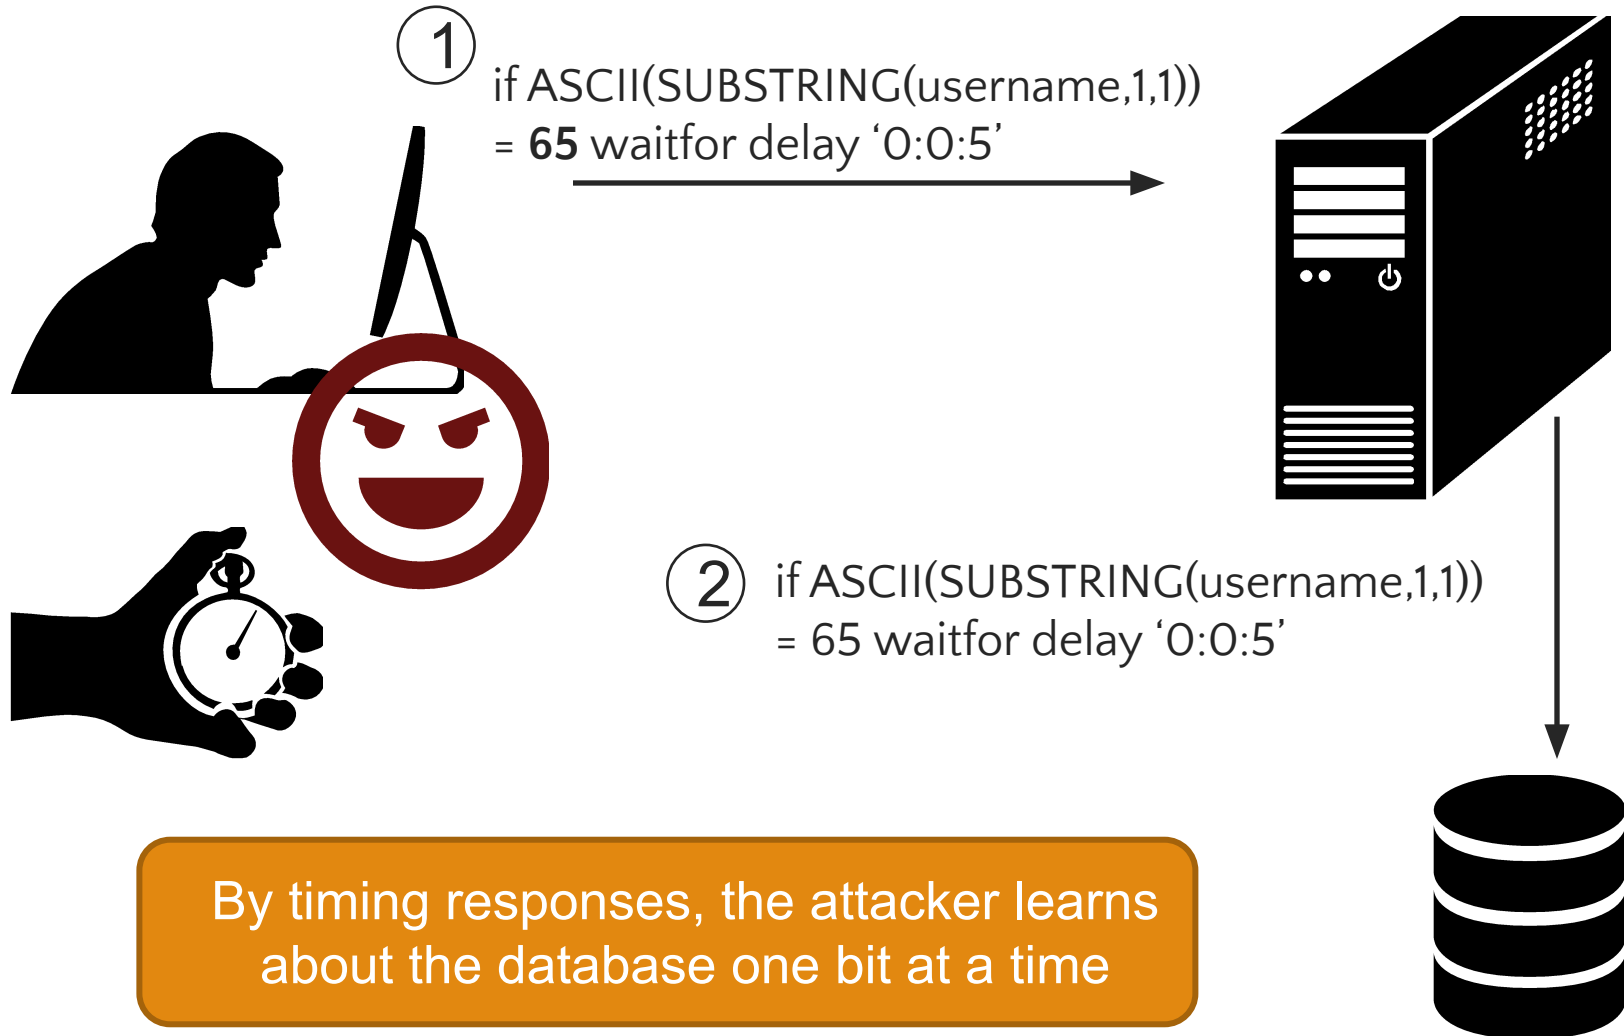 1
if ASCII(SUBSTRING(username,1,1))
= 65 waitfor delay ‘0:0:5’
2
if ASCII(SUBSTRING(username,1,1))
= 65 waitfor delay ‘0:0:5’
By timing responses, the attacker learns
about the database one bit at a time